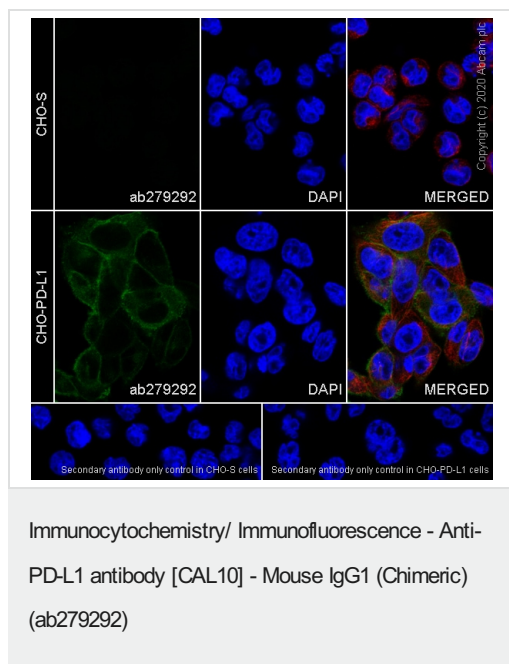 CHO-S
ab279292
DAPI
MERGED
Copyright (c) 2020 Abcam plc
CHO-PD-L1
ab279292
DAPI
MERGED
Secondary antibody only control in CHO-S cells
Secondary antibody only control in CHO-PD-L1 cells
Immunocytochemistry/ Immunofluorescence - Anti-
PD-L1 antibody [CAL10] - Mouse IgG1 (Chimeric)
(ab279292)